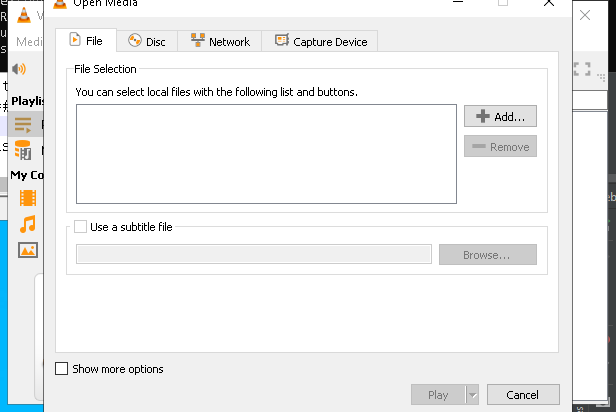 Open Media
V
Medi
File
Disc
Network
Capture Device
File Selection
You can select local files with the following list and buttons.
Add...
Remove
Playlis
My Co
Use a subtitle file
Browse...
Show more options
Play
Cancel